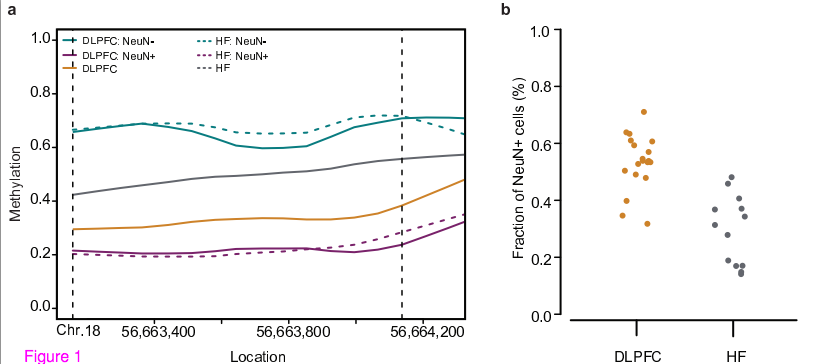 a
1.0
0.8
0.6
0.4
0.2
0.0
Methylation
DLPFC: NeuN-
DLPFC: NeuN+
DLPFC
HF: NeuN-
HF: NeuN+
HF
Chr.18 56,663,400 56,663,800 56,664,200
Location
Figure 1
b
1.0
0.8
0.6
0.4
0.2
0.0
Fraction of NeuN+ cells (%)
DLPFC HF